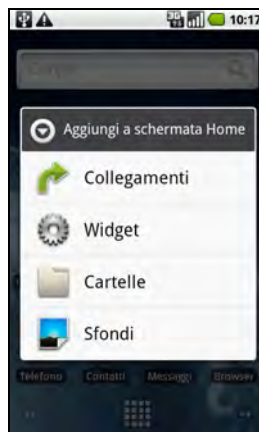 10:17
Aggiungi a schermata Home
Collegamenti
Widget
Cartelle
Sfondi
Telefono Contatti Messaggi Browser